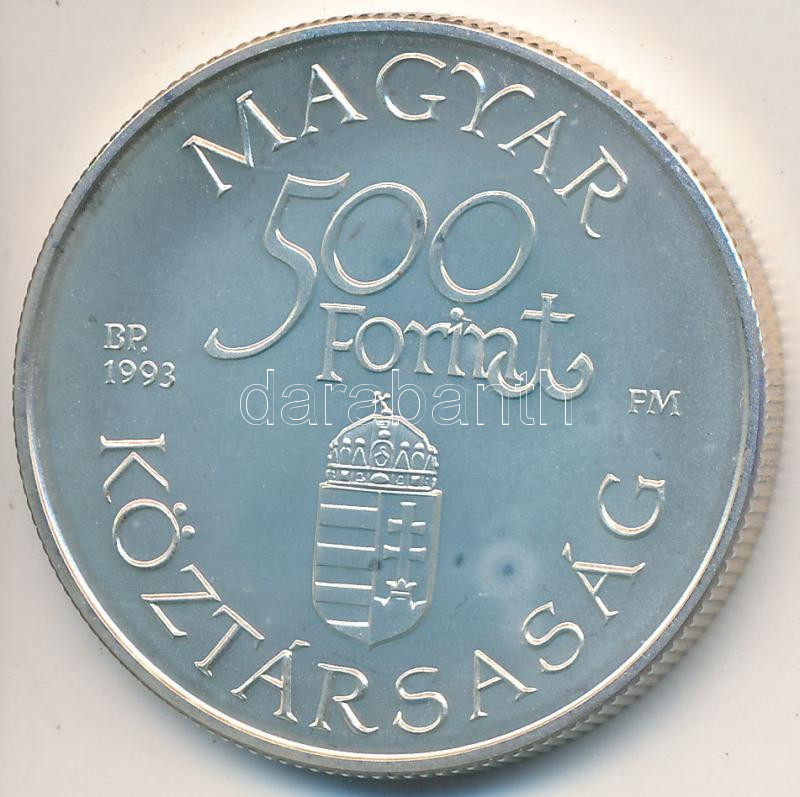 MAGYAR
500
Forint
BP.
1993
FM
darabanth
KÖZTÁRSASÁG